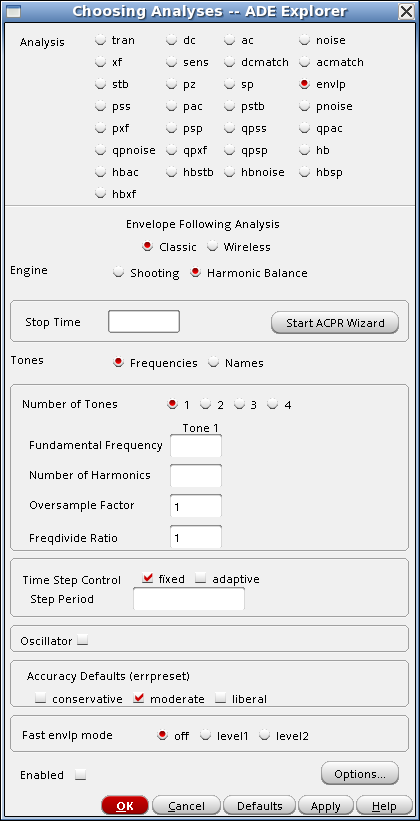 Choosing Analyses -- ADE Explorer
Analysis tran dc ac noise
xf sens dcmatch acmatch
stb pz sp envlp
pss pac pstb pnoise
pxf psp qpss qpac
qpnoise qpxf qpsp hb
hbac hbstb hbnoise hbsp
hbxf
Envelope Following Analysis
Classic Wireless
Engine Shooting Harmonic Balance
Stop Time Start ACPR Wizard
Tones Frequencies Names
Number of Tones 1 2 3 4
Tone 1
Fundamental Frequency
Number of Harmonics
Oversample Factor 1
Freqdivide Ratio 1
Time Step Control fixed adaptive
Step Period
Oscillator
Accuracy Defaults (errpreset)
conservative moderate liberal
Fast envlp mode off level1 level2
Enabled Options...
OK Cancel Defaults Apply Help